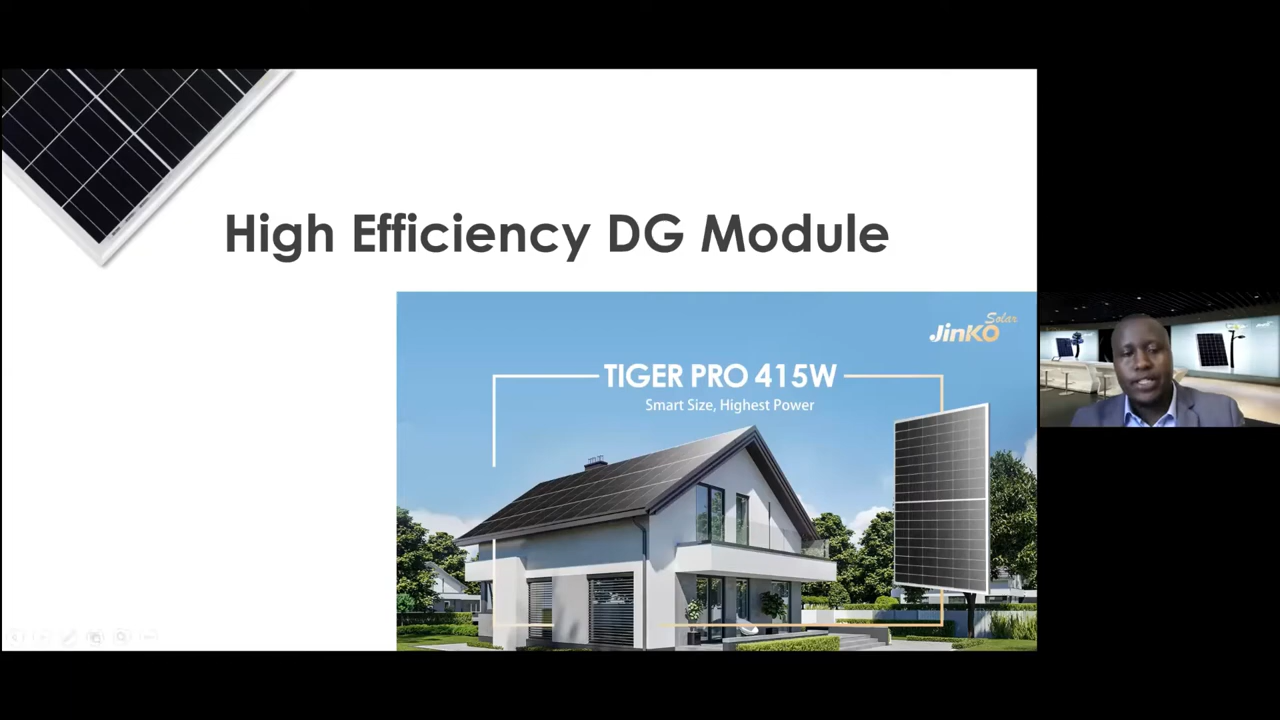 High Efficiency DG Module
Solar
JinKO
TIGER PRO 415W
Smart Size, Highest Power